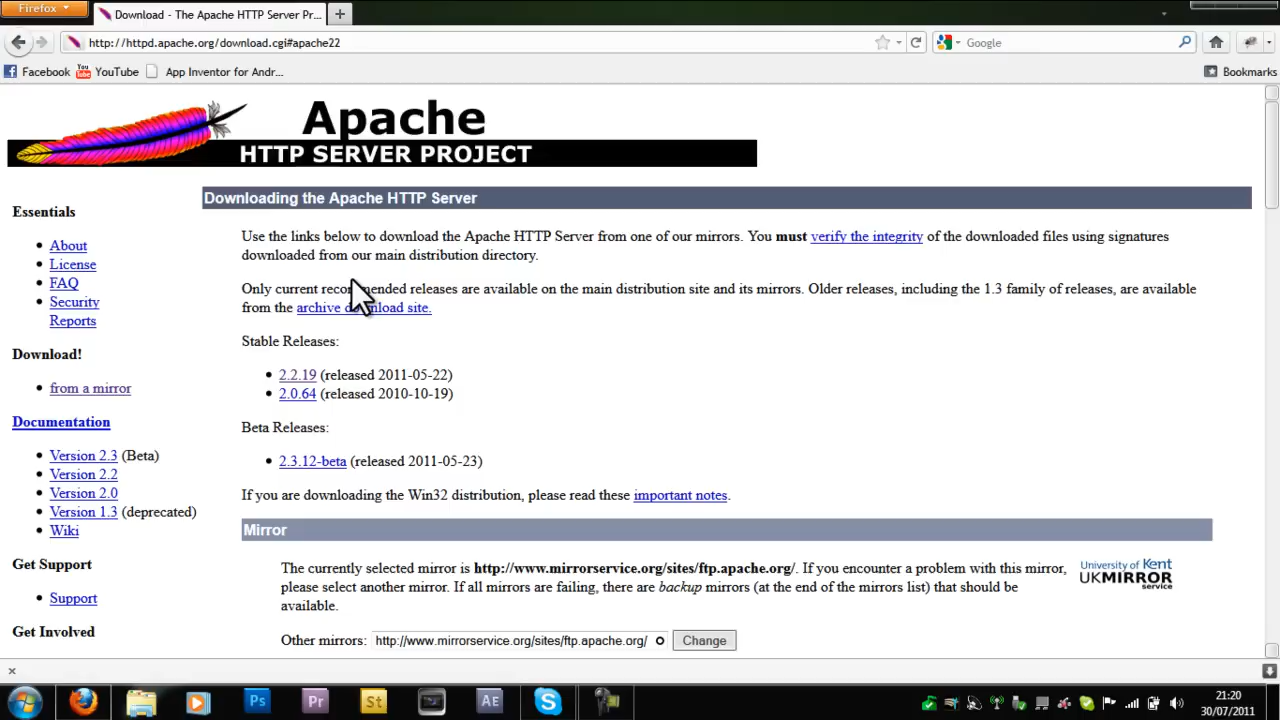 Firefox
Download - The Apache HTTP Server Pr...
http://httpd.apache.org/download.cgi#apache22
Google
Facebook
YouTube
App Inventor for Andr...
Bookmarks
Apache
HTTP SERVER PROJECT
Downloading the Apache HTTP Server
Essentials
About
License
FAQ
Security
Reports
Download!
from a mirror
Documentation
Version 2.3 (Beta)
Version 2.2
Version 2.0
Version 1.3 (deprecated)
Wiki
Get Support
Support
Get Involved
Use the links below to download the Apache HTTP Server from one of our mirrors. You must verify the integrity of the downloaded files using signatures
downloaded from our main distribution directory.
Only current recommended releases are available on the main distribution site and its mirrors. Older releases, including the 1.3 family of releases, are available
from the archive download site.
Stable Releases:
2.2.19 (released 2011-05-22)
2.0.64 (released 2010-10-19)
Beta Releases:
2.3.12-beta (released 2011-05-23)
If you are downloading the Win32 distribution, please read these important notes.
Mirror
The currently selected mirror is http://www.mirrorservice.org/sites/ftp.apache.org/. If you encounter a problem with this mirror,
please select another mirror. If all mirrors are failing, there are backup mirrors (at the end of the mirrors list) that should be
available.
University of Kent
UKMIRROR
service
Other mirrors: http://www.mirrorservice.org/sites/ftp.apache.org/ Change
Ps
Pr
St
AE
21:20
30/07/2011